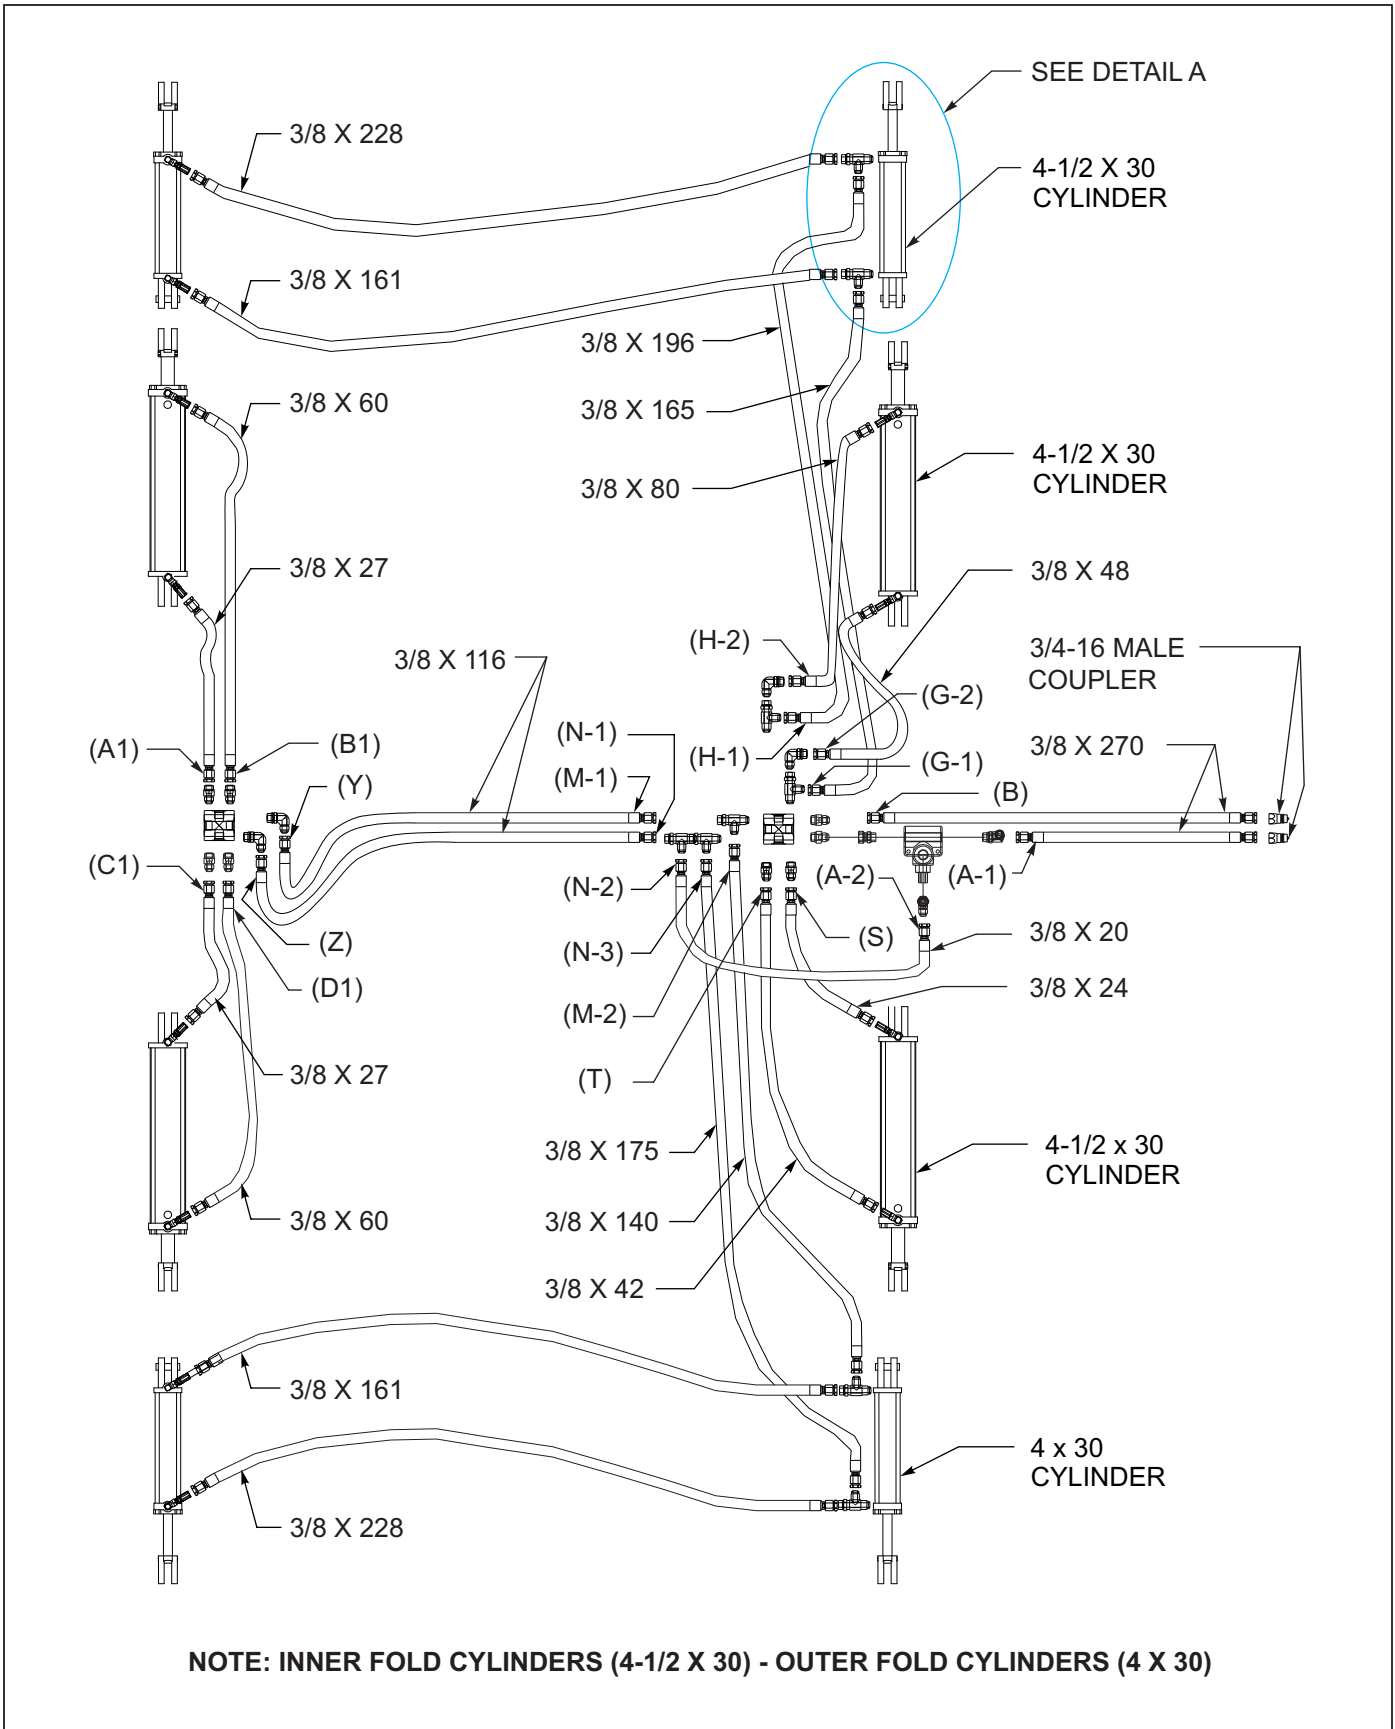 SEE DETAIL A
3/8 X 228
4-1/2 X 30
CYLINDER
3/8 X 161
3/8 X 196
3/8 X 60
3/8 X 165
4-1/2 X 30
CYLINDER
3/8 X 80
3/8 X 27
3/8 X 48
(H-2)
3/4-16 MALE
COUPLER
3/8 X 116
(G-2)
(N-1)
(A1)
(B1)
(H-1)
3/8 X 270
(G-1)
(M-1)
(Y)
(B)
(C1)
(N-2)
(A-2)
(A-1)
(Z)
(N-3)
(S)
3/8 X 20
(D1)
(M-2)
3/8 X 24
3/8 X 27
(T)
3/8 X 175
4-1/2 x 30
CYLINDER
3/8 X 60
3/8 X 140
3/8 X 42
3/8 X 161
4 x 30
CYLINDER
3/8 X 228
NOTE: INNER FOLD CYLINDERS (4-1/2 X 30) - OUTER FOLD CYLINDERS (4 X 30)